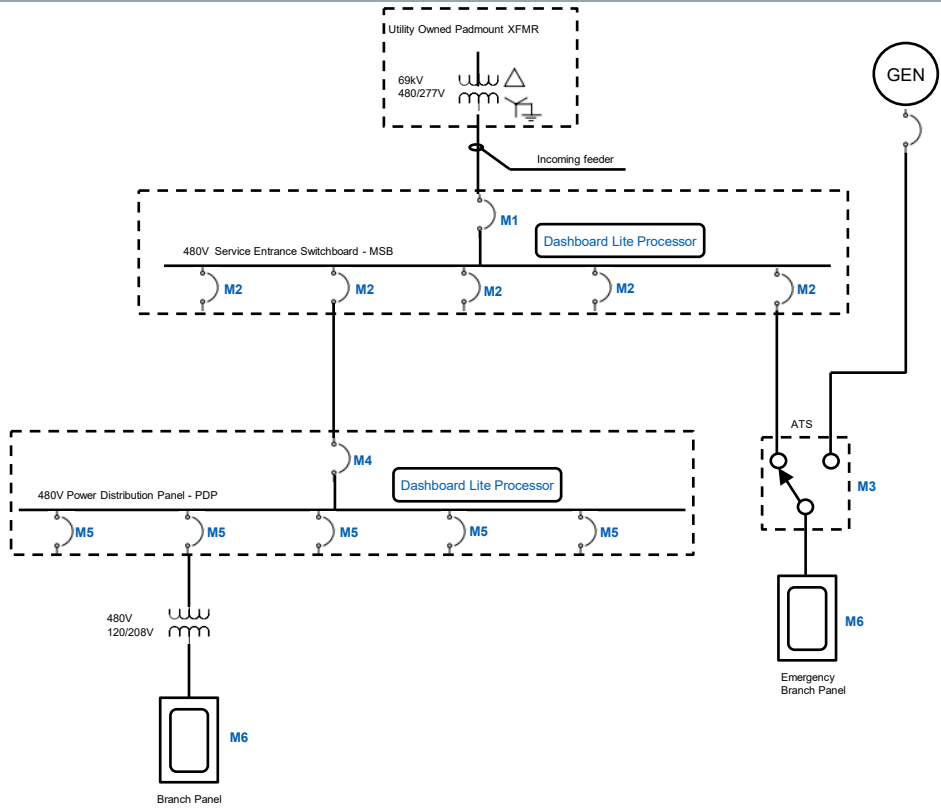 Utility Owned Padmount XFMR
69kV
480/277V
GEN
Incoming feeder
M1
Dashboard Lite Processor
480V Service Entrance Switchboard - MSB
M2
M2
M2
M2
M2
ATS
M3
M4
Dashboard Lite Processor
480V Power Distribution Panel - PDP
M5
M5
M5
M5
M5
480V
120/208V
M6
Emergency
Branch Panel
M6
Branch Panel